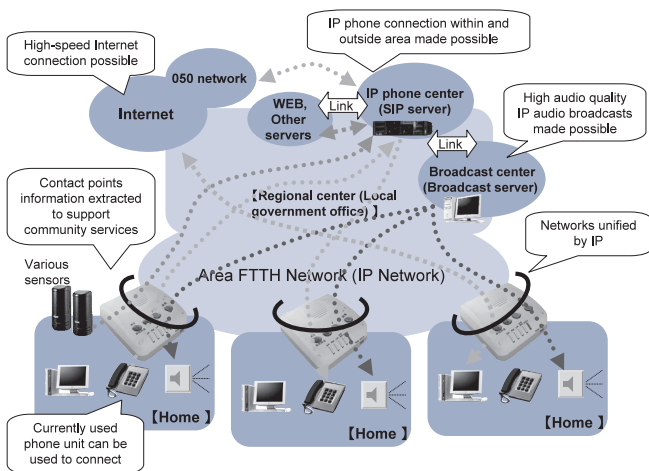 IP phone connection within and
outside area made possible
High-speed Internet
connection possible
050 network
Internet
WEB,
Other
servers
Link
IP phone center
(SIP server)
High audio quality
IP audio broadcasts
made possible
Link
Broadcast center
(Broadcast server)
Contact points
information extracted
to support
community services
【Regional center (Local
government office) 】
Networks unified
by IP
Various
sensors
Area FTTH Network (IP Network)
Currently used
phone unit can be
used to connect
【Home 】
【Home 】
【Home 】